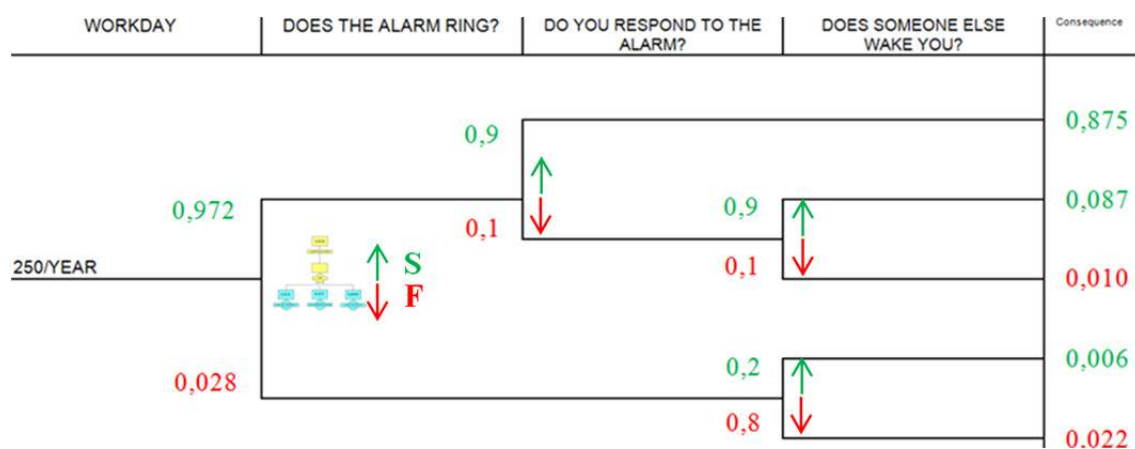 WORKDAY
DOES THE ALARM RING?
DO YOU RESPOND TO THE
ALARM?
DOES SOMEONE ELSE
WAKE YOU?
Consequence
0,875
0,9
0,972
0,1
0,9
0,087
250/YEAR
S
F
0,1
0,010
0,028
0,2
0,006
0,8
0.022